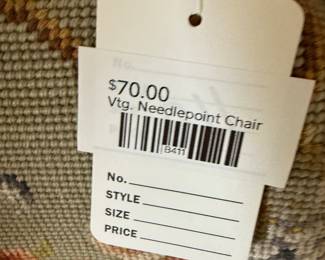 $70.00
Vtg. Needlepoint Chair
B411
No.
STYLE
SIZE
PRICE